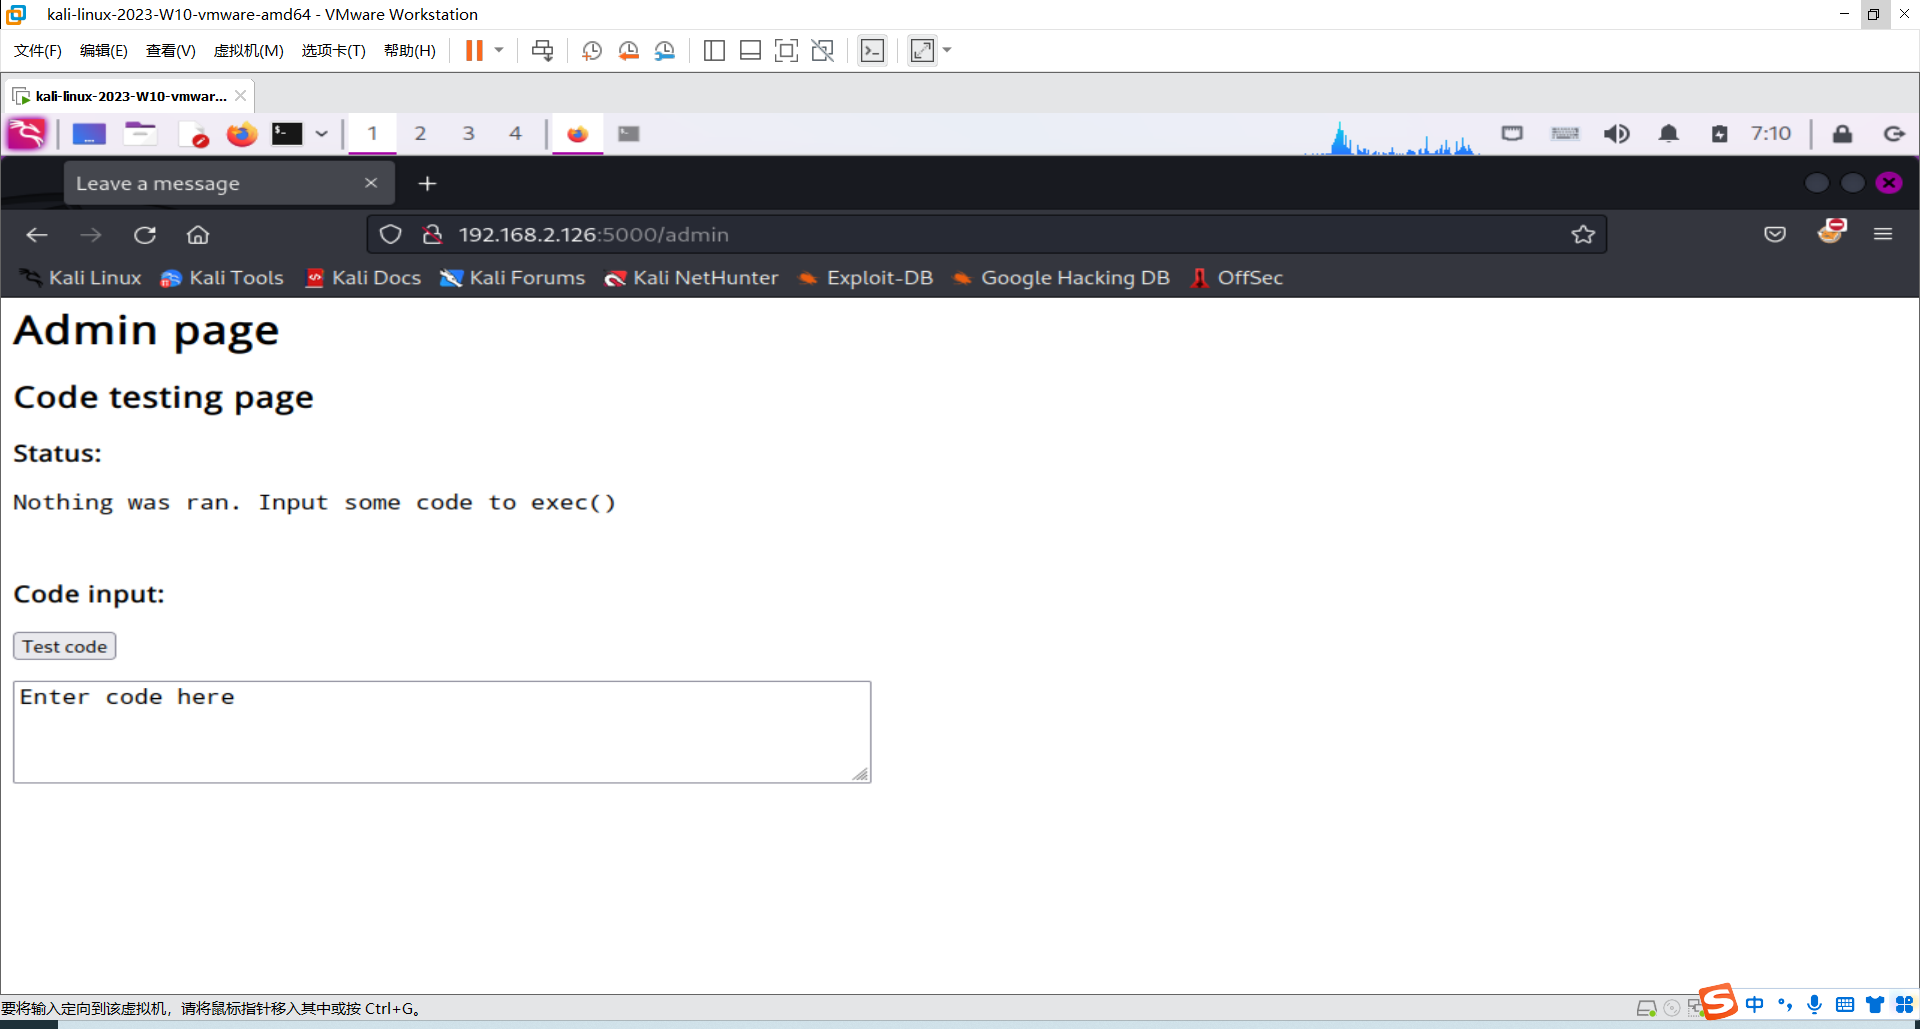 kali-linux-2023-W10-vmware-amd64 - VMware Workstation
文件(F) 编辑(E) 查看(V) 虚拟机(M) 选项卡(T) 帮助(H)
kali-linux-2023-W10-vmwar...
1 2 3 4 7:10
Leave a message
192.168.2.126:5000/admin
Kali Linux Kali Tools Kali Docs Kali Forums Kali NetHunter Exploit-DB Google Hacking DB OffSec
Admin page
Code testing page
Status:
Nothing was ran. Input some code to exec()
Code input:
Test code
Enter code here
要将输入定向到该虚拟机，请将鼠标指针移入其中或按 Ctrl+G。
中